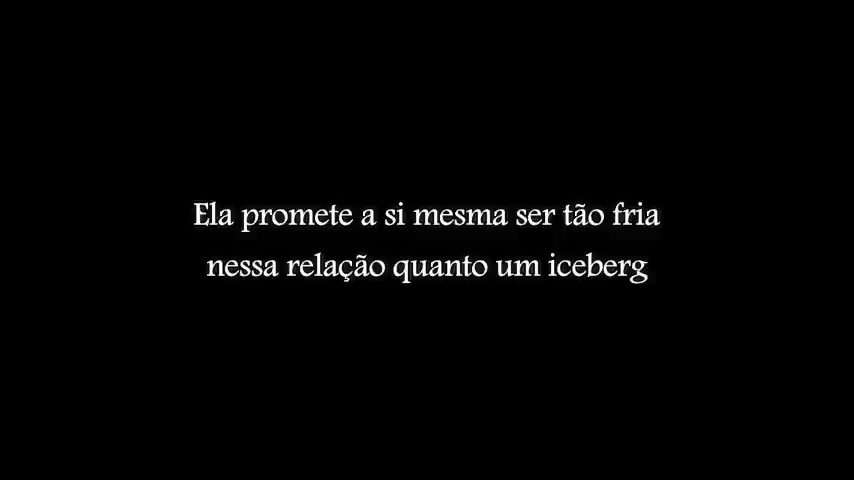 Ela promete a si mesma ser tão fria
nessa relação quanto um iceberg